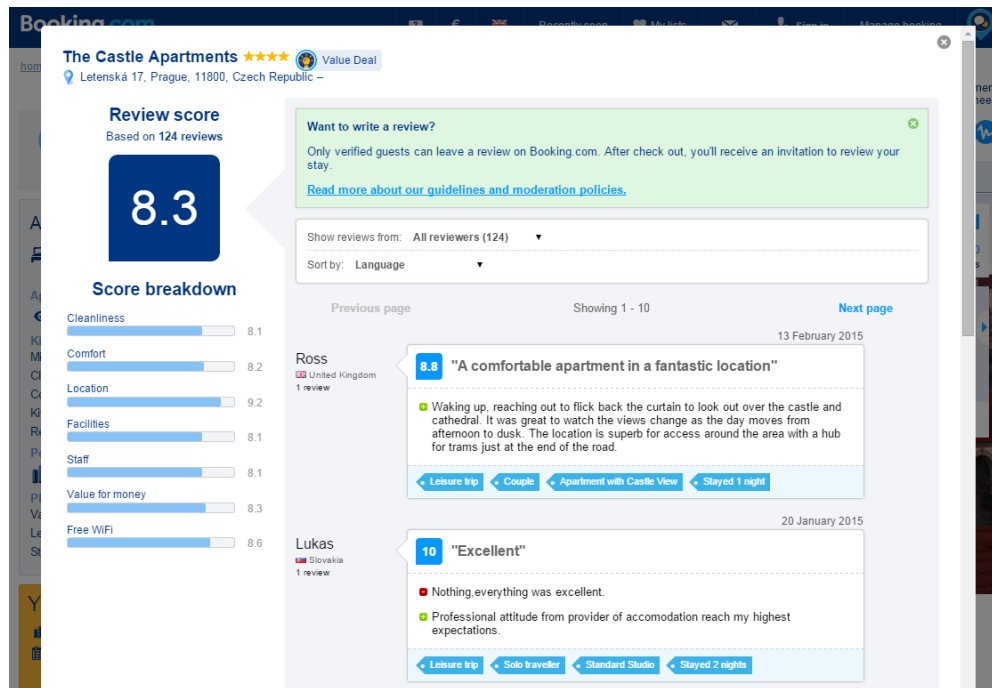 Booking.com
€
Recently seen
My lists
Sign in
Manage booking
The Castle Apartments
Value Deal
Letenská 17, Prague, 11800, Czech Republic –
Review score
Based on 124 reviews
8.3
Score breakdown
Cleanliness
8.1
Comfort
8.2
Location
9.2
Facilities
8.1
Staff
8.1
Value for money
8.3
Free WiFi
8.6
Want to write a review?
Only verified guests can leave a review on Booking.com. After check out, you'll receive an invitation to review your
stay.
Read more about our guidelines and moderation policies.
Show reviews from: All reviewers (124)
Sort by: Language
Previous page
Showing 1 - 10
Next page
13 February 2015
Ross
United Kingdom
1 review
8.8 "A comfortable apartment in a fantastic location"
Waking up, reaching out to flick back the curtain to look out over the castle and
cathedral. It was great to watch the views change as the day moves from
afternoon to dusk. The location is superb for access around the area with a hub
for trams just at the end of the road.
Leisure trip
Couple
Apartment with Castle View
Stayed 1 night
20 January 2015
Lukas
Slovakia
1 review
10 "Excellent"
Nothing,everything was excellent.
Professional attitude from provider of accomodation reach my highest
expectations.
Leisure trip
Solo traveller
Standard Studio
Stayed 2 nights